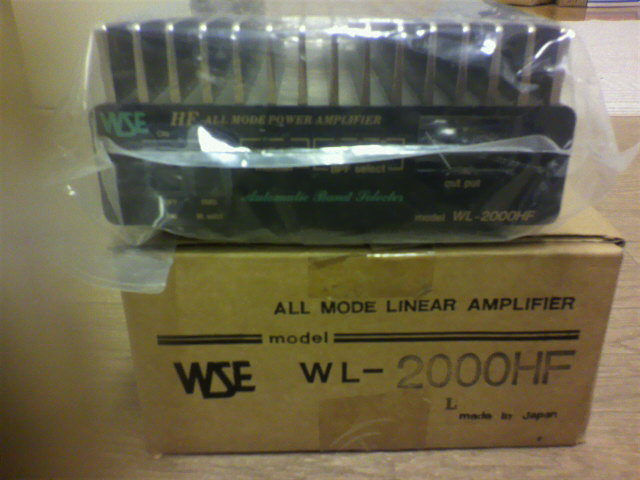 WSE HF ALL MODE POWER AMPLIFIER
ON
BPF select
out put
Automatic Band Selector
model WL-2000HF
ALL MODE LINEAR AMPLIFIER
model
WSE WL-2000HF
L
made in Japan